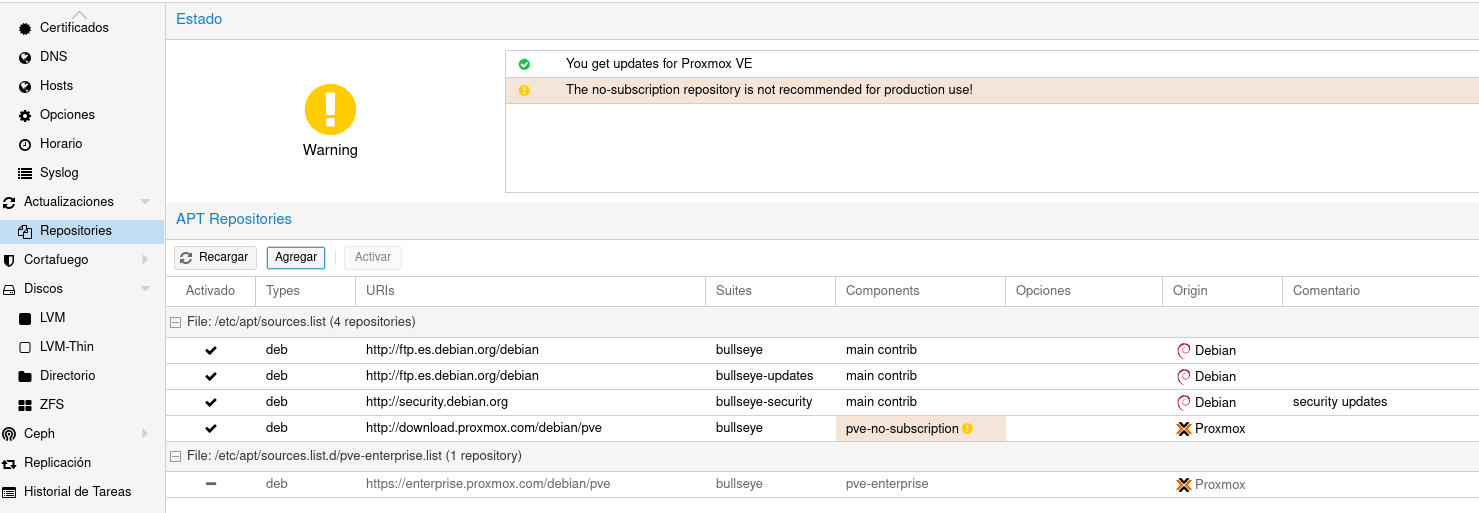 Certificados
DNS
Hosts
Opciones
Horario
Syslog
Actualizaciones
Repositories
Cortafuego
Discos
LVM
LVM-Thin
Directorio
ZFS
Ceph
Replicación
Historial de Tareas
Estado
Warning
You get updates for Proxmox VE
The no-subscription repository is not recommended for production use!
APT Repositories
Recargar Agregar Activar
Activado Types URIs Suites Components Opciones Origin Comentario
File: /etc/apt/sources.list (4 repositories)
deb http://ftp.es.debian.org/debian bullseye main contrib Debian
deb http://ftp.es.debian.org/debian bullseye-updates main contrib Debian
deb http://security.debian.org bullseye-security main contrib Debian security updates
deb http://download.proxmox.com/debian/pve bullseye pve-no-subscription Proxmox
File: /etc/apt/sources.list.d/pve-enterprise.list (1 repository)
deb https://enterprise.proxmox.com/debian/pve bullseye pve-enterprise Proxmox